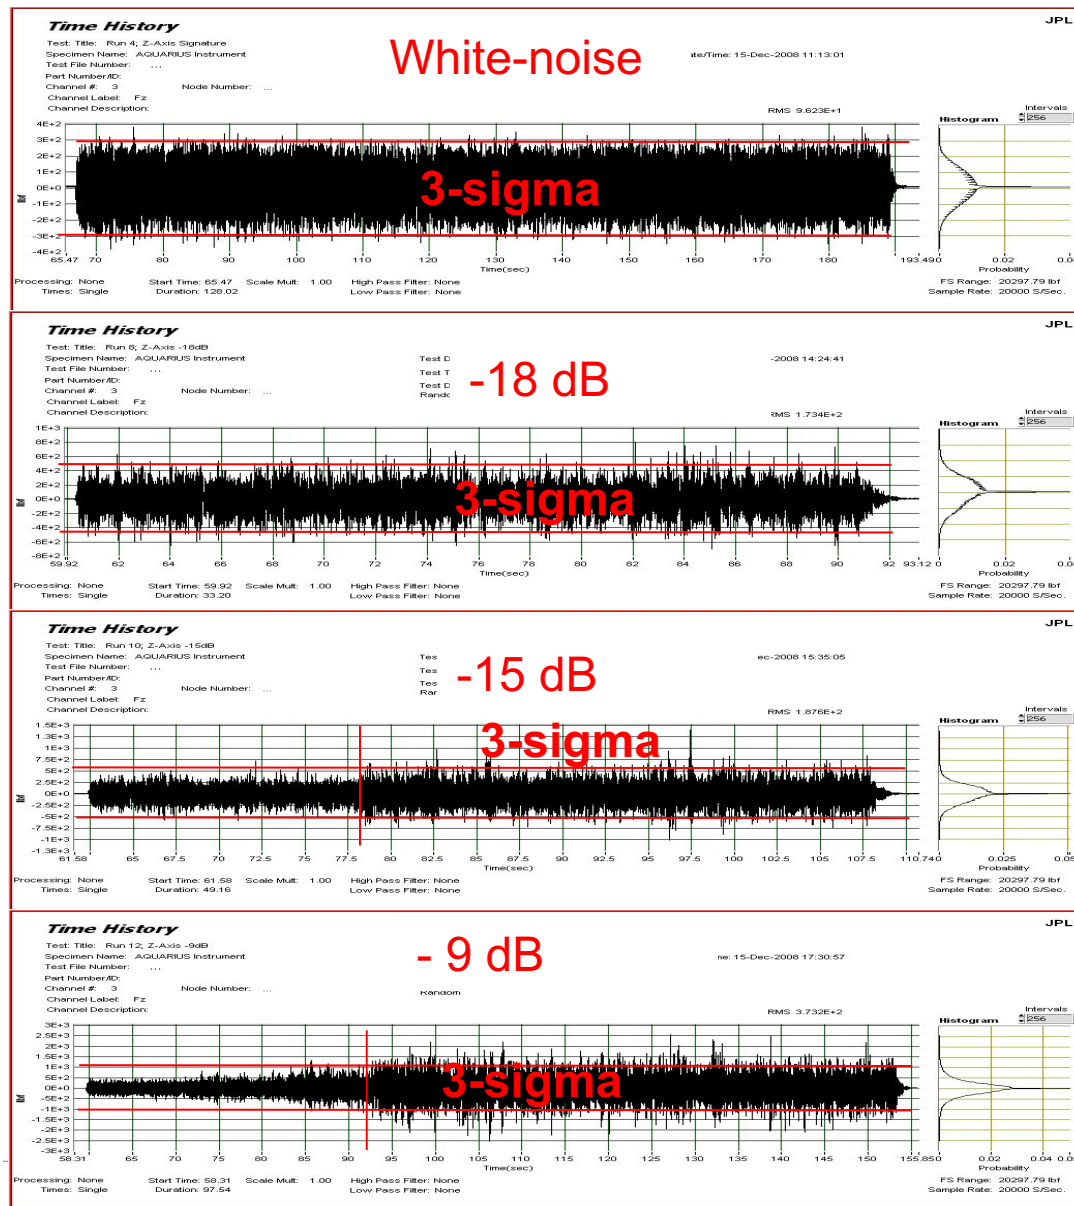 Time History
JPL
Test: Title: Run 4; Z-Axis Signature
Specimen Name: AQUARIUS Instrument
White-noise
te/Time: 15-Dec-2008 11:13:01
Test File Number: ...
Part Number/ID:
Channel #: 3 Node Number: ...
Channel Label: Fz
Channel Description:
RMS 9.623E+1
Histogram
Intervals
256
4E+2
3E+2
2E+2
1E+2
0E+0
-1E+2
-2E+2
-3E+2
-4E+2
lbf
3-sigma
65.47 70 80 90 100 110 120 130 140 150 160 170 180 193.49
Time(sec)
0 0.02 0.04
Probability
Processing: None Start Time: 65.47 Scale Mult: 1.00 High Pass Filter: None
Times: Single Duration: 128.02 Low Pass Filter: None
FS Range: 20297.79 lbf
Sample Rate: 20000 S/Sec.
Time History
JPL
Test: Title: Run 8; Z-Axis -18dB
Specimen Name: AQUARIUS Instrument
Test D
-2008 14:24:41
Test File Number: ...
Test T
-18 dB
Part Number/ID:
Test D
Channel #: 3 Node Number: ...
Rando
Channel Label: Fz
Channel Description:
RMS 1.734E+2
Histogram
Intervals
256
1E+3
8E+2
6E+2
4E+2
2E+2
0E+0
-2E+2
-4E+2
-6E+2
-8E+2
lbf
3-sigma
59.92 62 64 66 68 70 72 74 76 78 80 82 84 86 88 90 92 93.12
Time(sec)
0 0.02 0.04
Probability
Processing: None Start Time: 59.92 Scale Mult: 1.00 High Pass Filter: None
Times: Single Duration: 33.20 Low Pass Filter: None
FS Range: 20297.79 lbf
Sample Rate: 20000 S/Sec.
Time History
JPL
Test: Title: Run 10; Z-Axis -15dB
Specimen Name: AQUARIUS Instrument
Tes
ec-2008 15:35:05
Test File Number: ...
Tes
-15 dB
Part Number/ID:
Tes
Channel #: 3 Node Number: ...
Rar
Channel Label: Fz
Channel Description:
RMS 1.876E+2
Histogram
Intervals
256
3-sigma
1.5E+3
1.3E+3
1E+3
7.5E+2
5E+2
2.5E+2
0E+0
-2.5E+2
-5E+2
-7.5E+2
-1E+3
-1.3E+3
lbf
61.58 65 67.5 70 72.5 75 77.5 80 82.5 85 87.5 90 92.5 95 97.5 100 102.5 105 107.5 110.74
Time(sec)
0 0.025 0.05
Probability
Processing: None Start Time: 61.58 Scale Mult: 1.00 High Pass Filter: None
Times: Single Duration: 49.16 Low Pass Filter: None
FS Range: 20297.79 lbf
Sample Rate: 20000 S/Sec.
Time History
JPL
Test: Title: Run 12; Z-Axis -9dB
Specimen Name: AQUARIUS Instrument
- 9 dB
ne: 15-Dec-2008 17:30:57
Test File Number: ...
Part Number/ID:
Channel #: 3 Node Number: ...
Random
Channel Label: Fz
Channel Description:
RMS 3.732E+2
Histogram
Intervals
256
3E+3
2.5E+3
2E+3
1.5E+3
1E+3
5E+2
0E+0
-5E+2
-1E+3
-1.5E+3
-2E+3
-2.5E+3
-3E+3
lbf
3-sigma
58.31 65 70 75 80 85 90 95 100 105 110 115 120 125 130 135 140 145 150 155.85
Time(sec)
0 0.02 0.04 0.05
Probability
Processing: None Start Time: 58.31 Scale Mult: 1.00 High Pass Filter: None
Times: Single Duration: 97.54 Low Pass Filter: None
FS Range: 20297.79 lbf
Sample Rate: 20000 S/Sec.